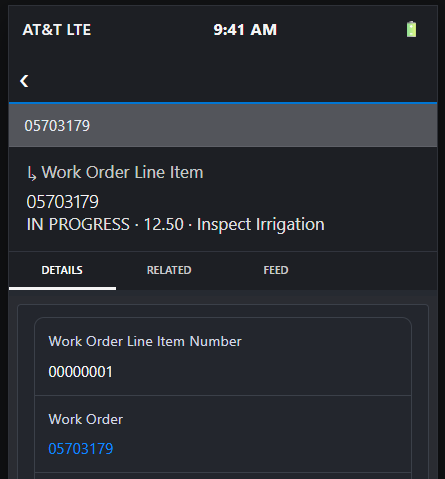 AT&T LTE 9:41 AM
05703179
Work Order Line Item
05703179
IN PROGRESS · 12.50 · Inspect Irrigation
DETAILS RELATED FEED
Work Order Line Item Number
00000001
Work Order
05703179